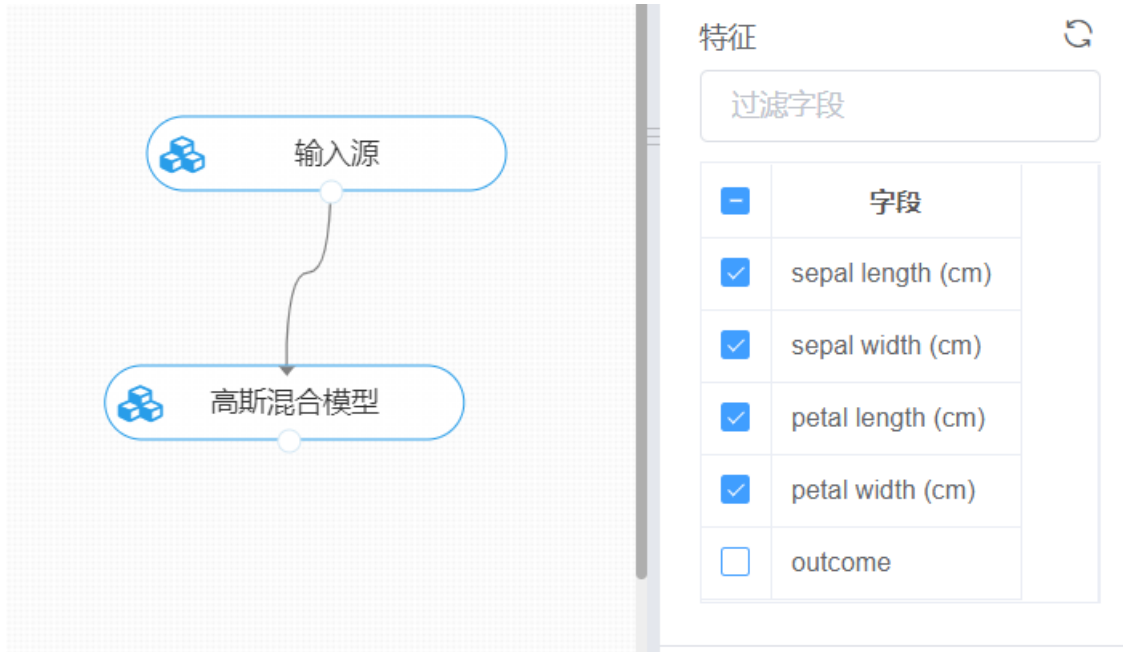 输入源
高斯混合模型
特征
过滤字段
字段
sepal length (cm)
sepal width (cm)
petal length (cm)
petal width (cm)
outcome